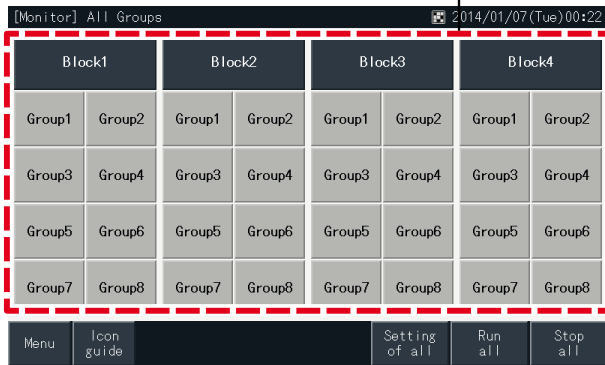 [Monitor] All Groups 2014/01/07(Tue)00:22
Block1 Block2 Block3 Block4
Group1 Group2 Group1 Group2 Group1 Group2 Group1 Group2
Group3 Group4 Group3 Group4 Group3 Group4 Group3 Group4
Group5 Group6 Group5 Group6 Group5 Group6 Group5 Group6
Group7 Group8 Group7 Group8 Group7 Group8 Group7 Group8
Menu Icon guide Setting of all Run all Stop all